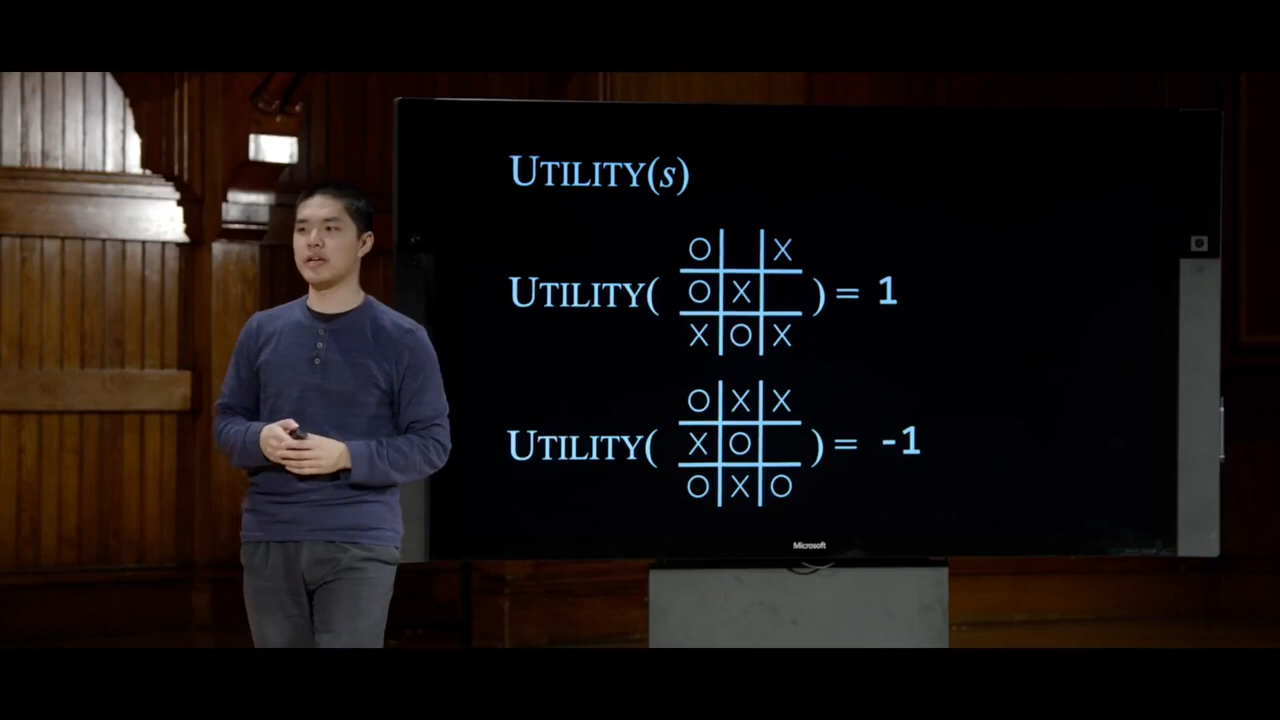 UTILITY(s)
O X
UTILITY( O X ) = 1
X O X
O X X
UTILITY( X O ) = -1
O X O
Microsoft